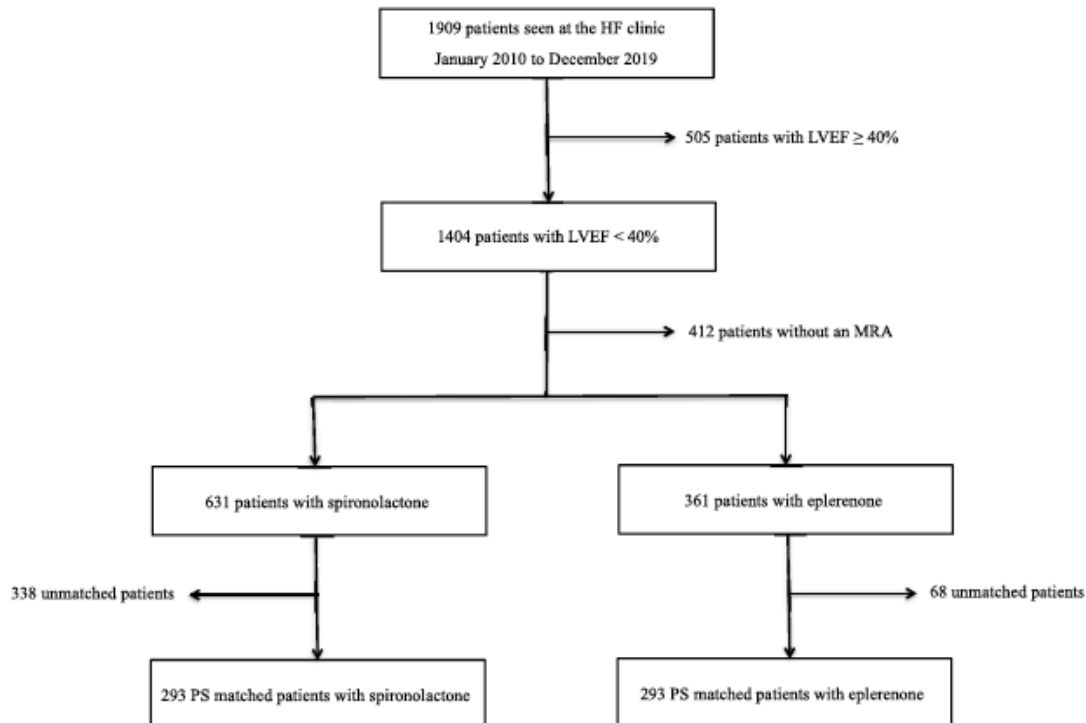 1909 patients seen at the HF clinic
January 2010 to December 2019
505 patients with LVEF ≥ 40%
1404 patients with LVEF < 40%
412 patients without an MRA
631 patients with spironolactone
361 patients with eplerenone
338 unmatched patients
68 unmatched patients
293 PS matched patients with spironolactone
293 PS matched patients with eplerenone